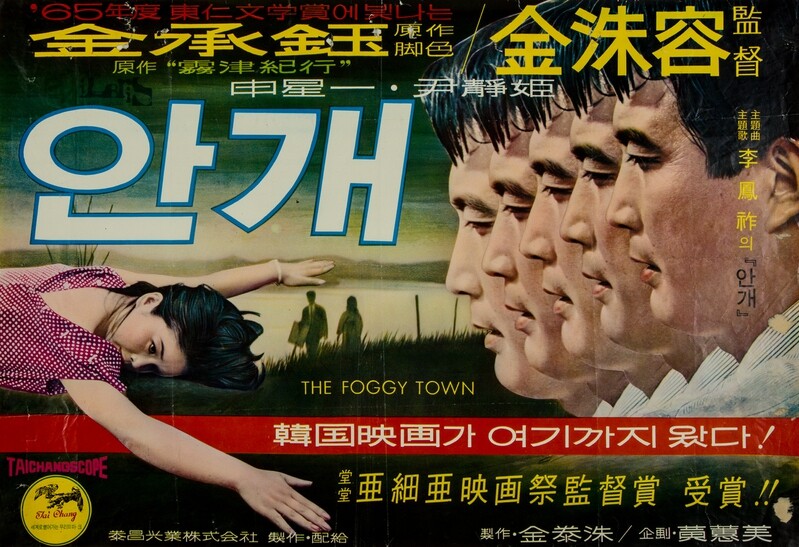 '65年度 東仁文学賞에 빛나는
金承鈺 原作 脚色
原作 "霧津紀行"
金洙容 監督
申星一·尹靜姫
안개
主題曲 主題歌 李鳳祚의 『안개』
THE FOGGY TOWN
韓国映画가 여기까지 왔다!
堂堂 亜細亜映画祭監督賞 受賞!!
TAICHANGSCOPE
Tai Chang
泰昌興業株式会社 製作·配給
製作·金泰洙/企劃·黃蕙美